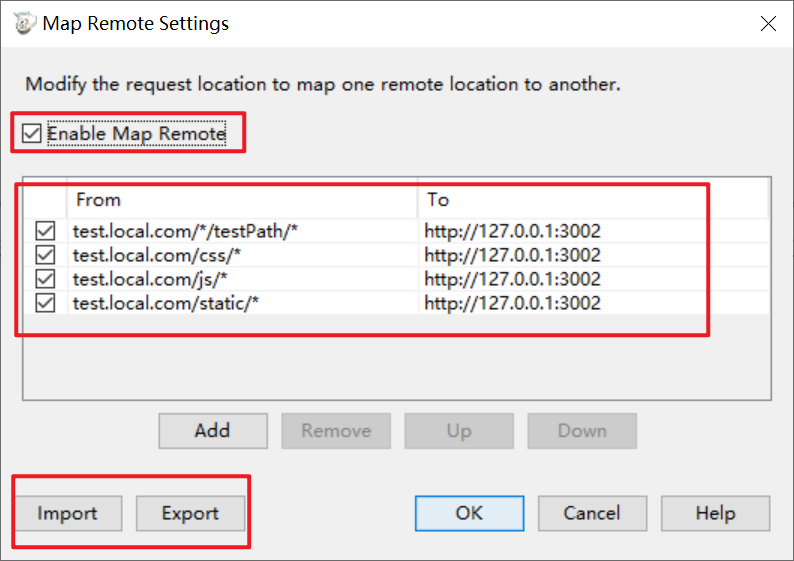 Map Remote Settings
Modify the request location to map one remote location to another.
Enable Map Remote
From To
test.local.com/*/testPath/* http://127.0.0.1:3002
test.local.com/css/* http://127.0.0.1:3002
test.local.com/js/* http://127.0.0.1:3002
test.local.com/static/* http://127.0.0.1:3002
Add Remove Up Down
Import Export OK Cancel Help